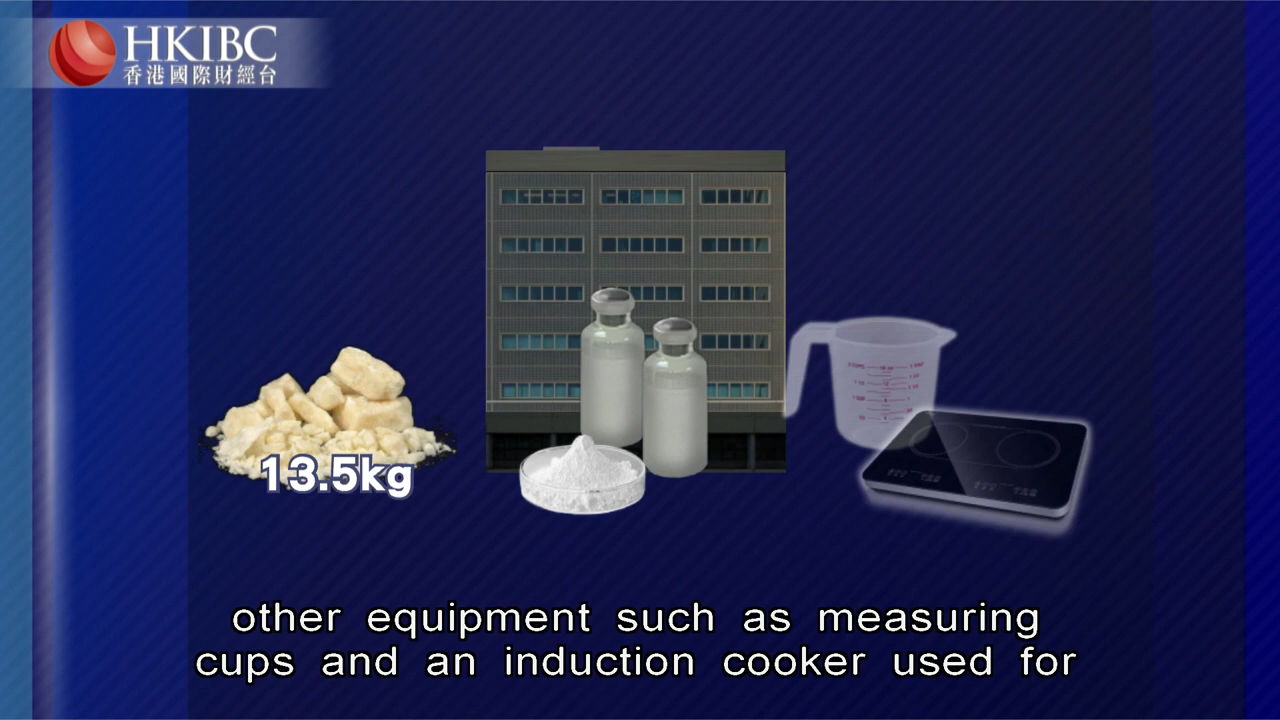 HKIBC
香港國際財經台
13.5kg
other equipment such as measuring
cups and an induction cooker used for